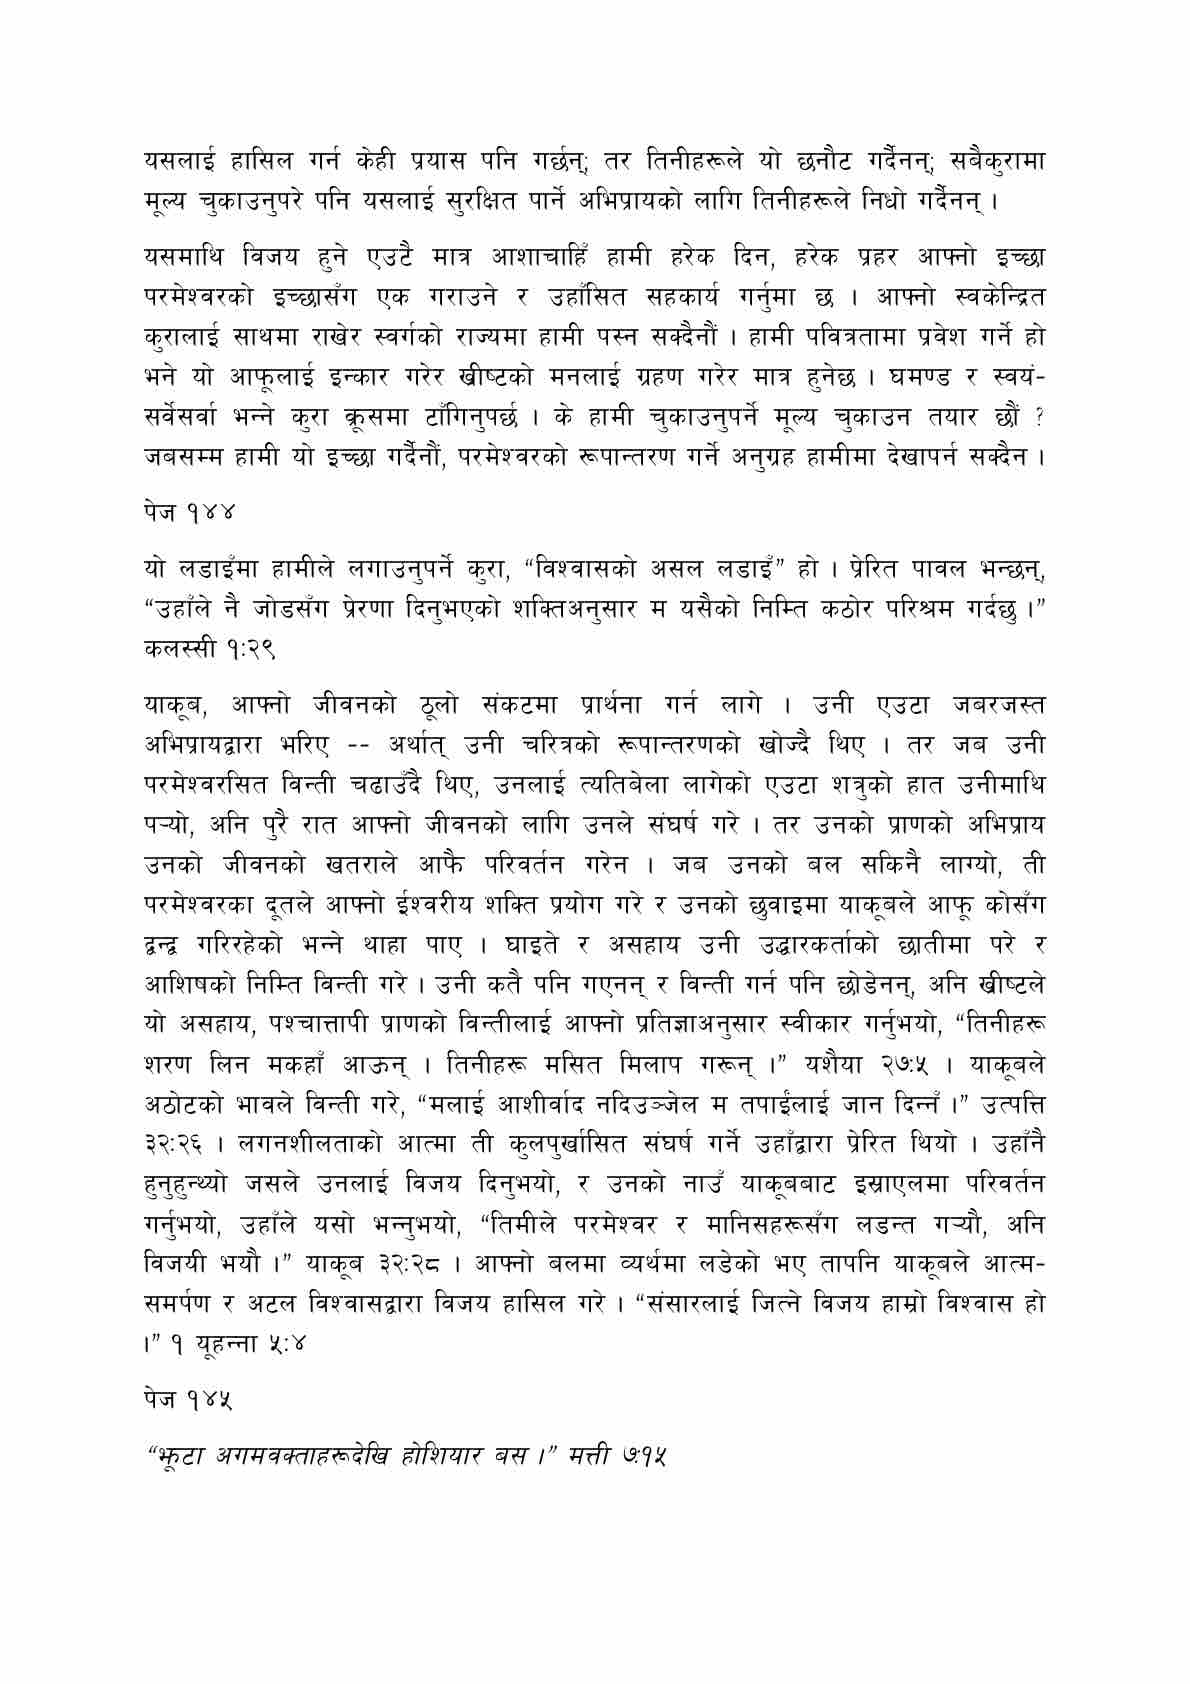 यसलाई हासिल गर्न केही प्रयास पनि गर्छन्; तर तिनीहरूले यो छनौट गर्दैनन्; सबैकुरामा
मूल्य चुकाउनुपरे पनि यसलाई सुरक्षित पार्ने अभिप्रायको लागि तिनीहरूले निधो गर्दैनन् ।
यसमाथि विजय हुने एउटै मात्र आशाचाहिँ हामी हरेक दिन, हरेक प्रहर आफ्नो इच्छा
परमेश्वरको इच्छासँग एक गराउने र उहाँसित सहकार्य गर्नुमा छ । आफ्नो स्वकेन्द्रित
कुरालाई साथमा राखेर स्वर्गको राज्यमा हामी पस्न सक्दैनौं । हामी पवित्रतामा प्रवेश गर्ने हो
भने यो आफूलाई इन्कार गरेर ख्रीष्टको मनलाई ग्रहण गरेर मात्र हुनेछ । घमण्ड र स्वयं-
सर्वेसर्वा भन्ने कुरा क्रूसमा टाँगिनुपर्छ । के हामी चुकाउनुपर्ने मूल्य चुकाउन तयार छौं ?
जबसम्म हामी यो इच्छा गर्दैनौं, परमेश्वरको रूपान्तरण गर्ने अनुग्रह हामीमा देखापर्न सक्दैन ।
पेज १४४
यो लडाइँमा हामीले लगाउनुपर्ने कुरा, “विश्वासको असल लडाइँ” हो । प्रेरित पावल भन्छन्,
“उहाँले नै जोडसँग प्रेरणा दिनुभएको शक्तिअनुसार म यसैको निम्ति कठोर परिश्रम गर्दछु ।”
कलस्सी १:२९
याकूब, आफ्नो जीवनको ठूलो संकटमा प्रार्थना गर्न लागे । उनी एउटा जबरजस्त
अभिप्रायद्वारा भरिए -- अर्थात् उनी चरित्रको रूपान्तरणको खोज्दै थिए । तर जब उनी
परमेश्वरसित विन्ती चढाउँदै थिए, उनलाई त्यतिबेला लागेको एउटा शत्रुको हात उनीमाथि
पऱ्यो, अनि पुरै रात आफ्नो जीवनको लागि उनले संघर्ष गरे । तर उनको प्राणको अभिप्राय
उनको जीवनको खतराले आफै परिवर्तन गरेन । जब उनको बल सकिनै लाग्यो, ती
परमेश्वरका दूतले आफ्नो ईश्वरीय शक्ति प्रयोग गरे र उनको छुवाइमा याकूबले आफू कोसँग
द्वन्द्व गरिरहेको भन्ने थाहा पाए । घाइते र असहाय उनी उद्धारकर्ताको छातीमा परे र
आशिषको निम्ति विन्ती गरे । उनी कतै पनि गएनन् र विन्ती गर्न पनि छोडेनन्, अनि ख्रीष्टले
यो असहाय, पश्चात्तापी प्राणको विन्तीलाई आफ्नो प्रतिज्ञाअनुसार स्वीकार गर्नुभयो, “तिनीहरू
शरण लिन मकहाँ आऊन् । तिनीहरू मसित मिलाप गरून् ।” यशैया २७:५ । याकूबले
अठोटको भावले विन्ती गरे, “मलाई आशीर्वाद नदिउञ्जेल म तपाईंलाई जान दिन्नँ ।” उत्पत्ति
३२:२६ । लगनशीलताको आत्मा ती कुलपुर्खासित संघर्ष गर्ने उहाँद्वारा प्रेरित थियो । उहाँनै
हुनुहुन्थ्यो जसले उनलाई विजय दिनुभयो, र उनको नाउँ याकूबबाट इस्राएलमा परिवर्तन
गर्नुभयो, उहाँले यसो भन्नुभयो, “तिमीले परमेश्वर र मानिसहरूसँग लडन्त गऱ्यौ, अनि
विजयी भयौ ।” याकूब ३२:२८ । आफ्नो बलमा व्यर्थमा लडेको भए तापनि याकूबले आत्म-
समर्पण र अटल विश्वासद्वारा विजय हासिल गरे । “संसारलाई जित्ने विजय हाम्रो विश्वास हो
।” १ यूहन्ना ५:४
पेज १४५
“झूटा अगमवक्ताहरूदेखि होशियार बस ।” मत्ती ७:१५